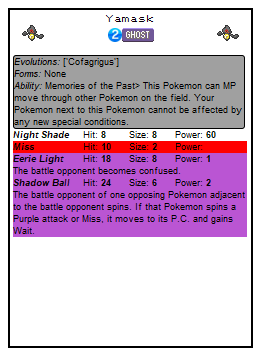 Yamask
2 GHOST
Evolutions: ['Cofagrigus']
Forms: None
Ability: Memories of the Past> This Pokemon can MP
move through other Pokemon on the field. Your
Pokemon next to this Pokemon cannot be affected by
any new special conditions.
Night Shade Hit: 8 Size: 8 Power: 60
Miss Hit: 10 Size: 2 Power:
Eerie Light Hit: 18 Size: 8 Power: 1
The battle opponent becomes confused.
Shadow Ball Hit: 24 Size: 6 Power: 2
The battle opponent of one opposing Pokemon adjacent
to the battle opponent spins. If that Pokemon spins a
Purple attack or Miss, it moves to its P.C. and gains
Wait.